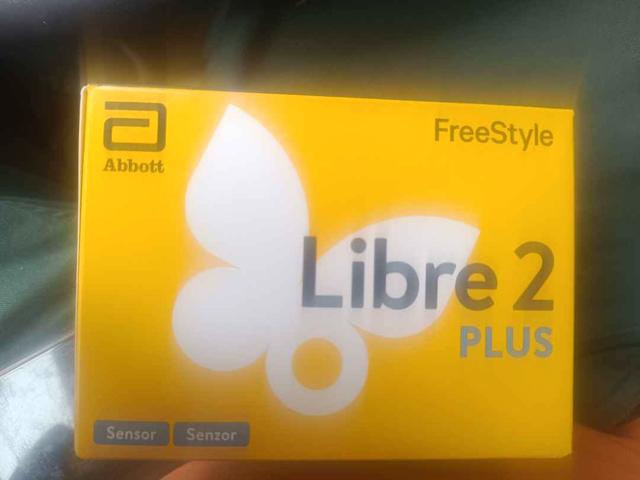 Abbott
FreeStyle
Libre 2
PLUS
Sensor Senzor